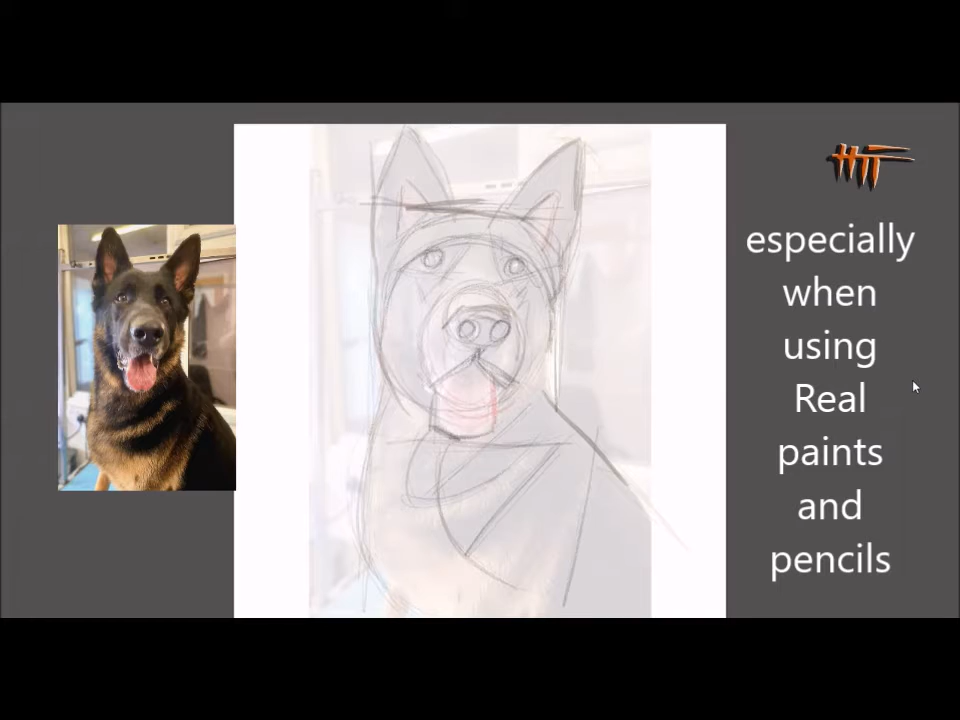 especially
when
using
Real
paints
and
pencils